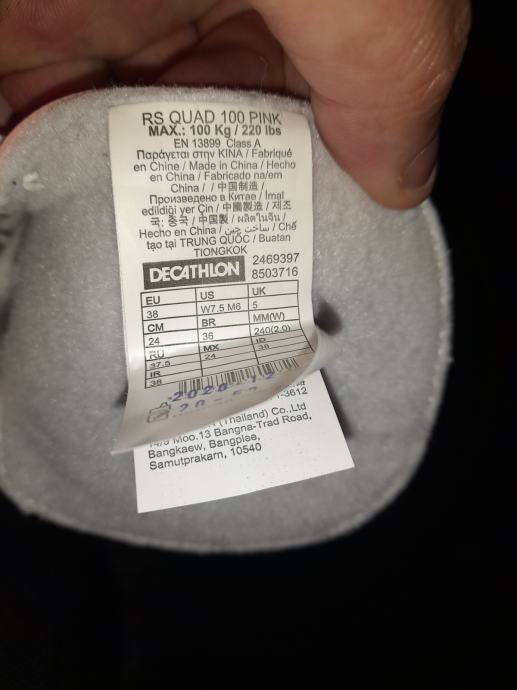 RS QUAD 100 PINK
MAX.: 100 Kg / 220 lbs
EN 13899 Class A
Παράγεται στην ΚΙΝΑ / Fabriqué
en Chine / Made in China / Hecho
en China / Fabricado na/em
China / / 中国制造 /
Произведено в Китае / İmal
edildiği yer Çin / 中國製造 / 제조
국: 중국 / 中国製 / ผลิตในจีน /
Hecho en China / ساخت چین / Chế
tạo tại TRUNG QUỐC / Buatan
TIONGKOK
DECATHLON 2469397
8503716
EU US UK
38 W7.5 M6 5
CM BR MM(W)
24 36 240(2.0)
RU MX ID
37.5 24 38
IR
38
-3612
(Thailand) Co.,Ltd
Moo.13 Bangna-Trad Road,
Bangkaew, Bangplee,
Samutprakarn, 10540